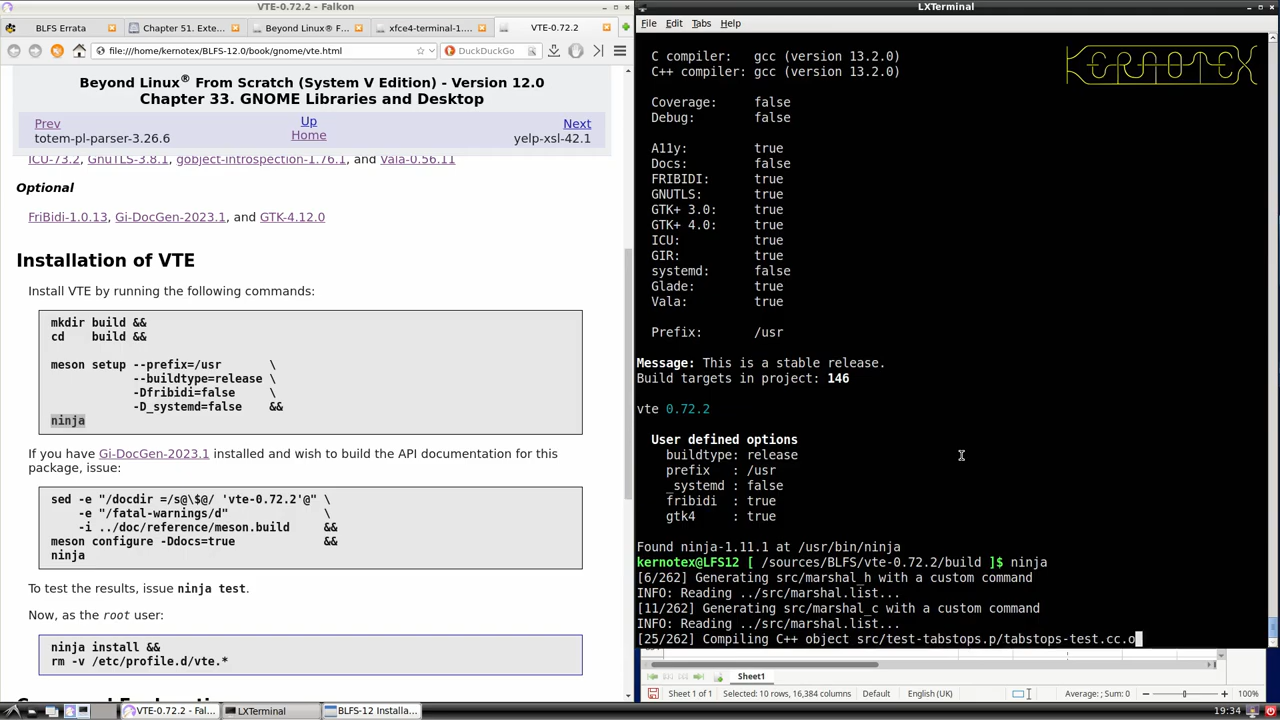 VTE-0.72.2 - Falkon
BLFS Errata
Chapter 51. Exter...
Beyond Linux® F...
xfce4-terminal-1....
VTE-0.72.2
file:///home/kernotex/BLFS-12.0/book/gnome/vte.html
DuckDuckGo
Beyond Linux® From Scratch (System V Edition) - Version 12.0
Chapter 33. GNOME Libraries and Desktop
Prev
Up
Next
totem-pl-parser-3.26.6
Home
yelp-xsl-42.1
ICU-73.2, GnuTLS-3.8.1, gobject-introspection-1.76.1, and Vala-0.56.11
Optional
FriBidi-1.0.13, Gi-DocGen-2023.1, and GTK-4.12.0
Installation of VTE
Install VTE by running the following commands:
mkdir build &&
cd    build &&
meson setup --prefix=/usr       \
--buildtype=release \
-Dfribidi=false     \
-D_systemd=false    &&
ninja
If you have Gi-DocGen-2023.1 installed and wish to build the API documentation for this
package, issue:
sed -e "/docdir =/s@\$@/ 'vte-0.72.2'@" \
-e "/fatal-warnings/d"              \
-i ../doc/reference/meson.build     &&
meson configure -Ddocs=true             &&
ninja
To test the results, issue ninja test.
Now, as the root user:
ninja install &&
rm -v /etc/profile.d/vte.*
LXTerminal
File Edit Tabs Help
KERNOTEX
C compiler:   gcc (version 13.2.0)
C++ compiler: gcc (version 13.2.0)
Coverage:     false
Debug:        false
A11y:         true
Docs:         false
FRIBIDI:      true
GNUTLS:       true
GTK+ 3.0:     true
GTK+ 4.0:     true
ICU:          true
GIR:          true
systemd:      false
Glade:        true
Vala:         true
Prefix:       /usr
Message: This is a stable release.
Build targets in project: 146
vte 0.72.2
User defined options
buildtype: release
prefix   : /usr
_systemd : false
fribidi  : true
gtk4     : true
Found ninja-1.11.1 at /usr/bin/ninja
kernotex@LFS12 [ /sources/BLFS/vte-0.72.2/build ]$ ninja
[6/262] Generating src/marshal_h with a custom command
INFO: Reading ../src/marshal.list...
[11/262] Generating src/marshal_c with a custom command
INFO: Reading ../src/marshal.list...
[25/262] Compiling C++ object src/test-tabstops.p/tabstops-test.cc.o
Sheet1
Sheet 1 of 1
Selected: 10 rows, 16,384 columns
Default
English (UK)
Average: ; Sum: 0
100%
VTE-0.72.2 - Fal...
LXTerminal
BLFS-12 Installa...
19:34